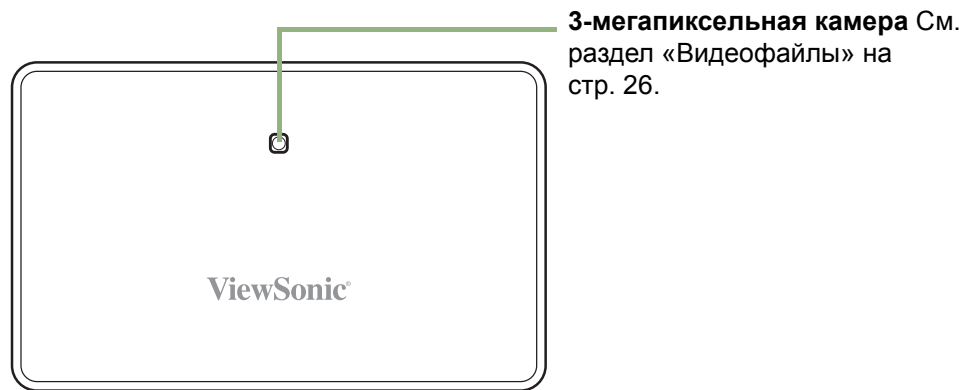 3-мегапиксельная камера См.
раздел «Видеофайлы» на
стр. 26.
ViewSonic®